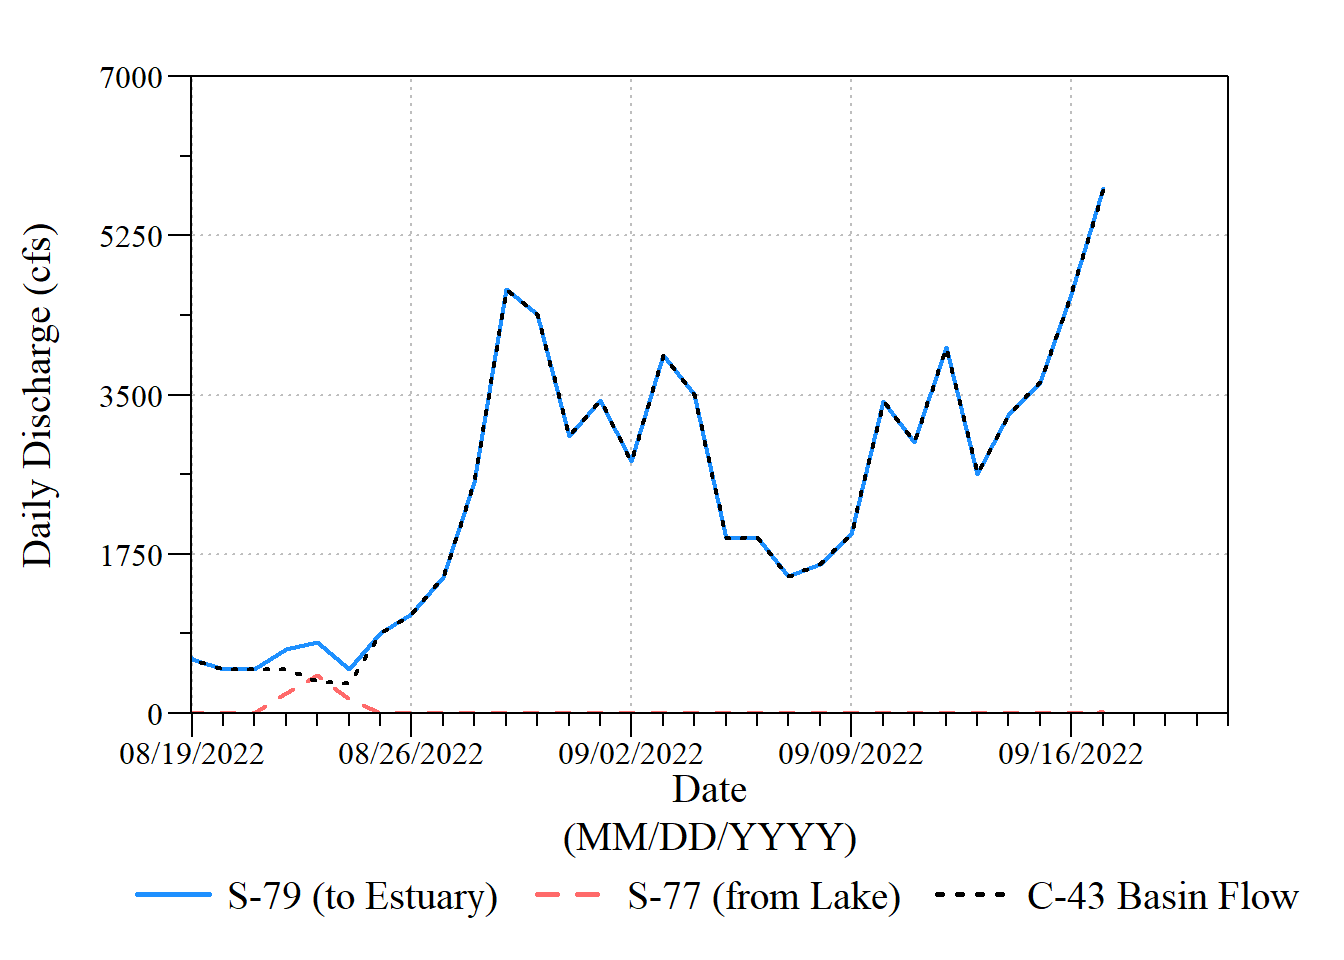 7000
5250
3500
1750
0
Daily Discharge (cfs)
08/19/2022 08/26/2022 09/02/2022 09/09/2022 09/16/2022
Date
(MM/DD/YYYY)
S-79 (to Estuary) S-77 (from Lake) C-43 Basin Flow